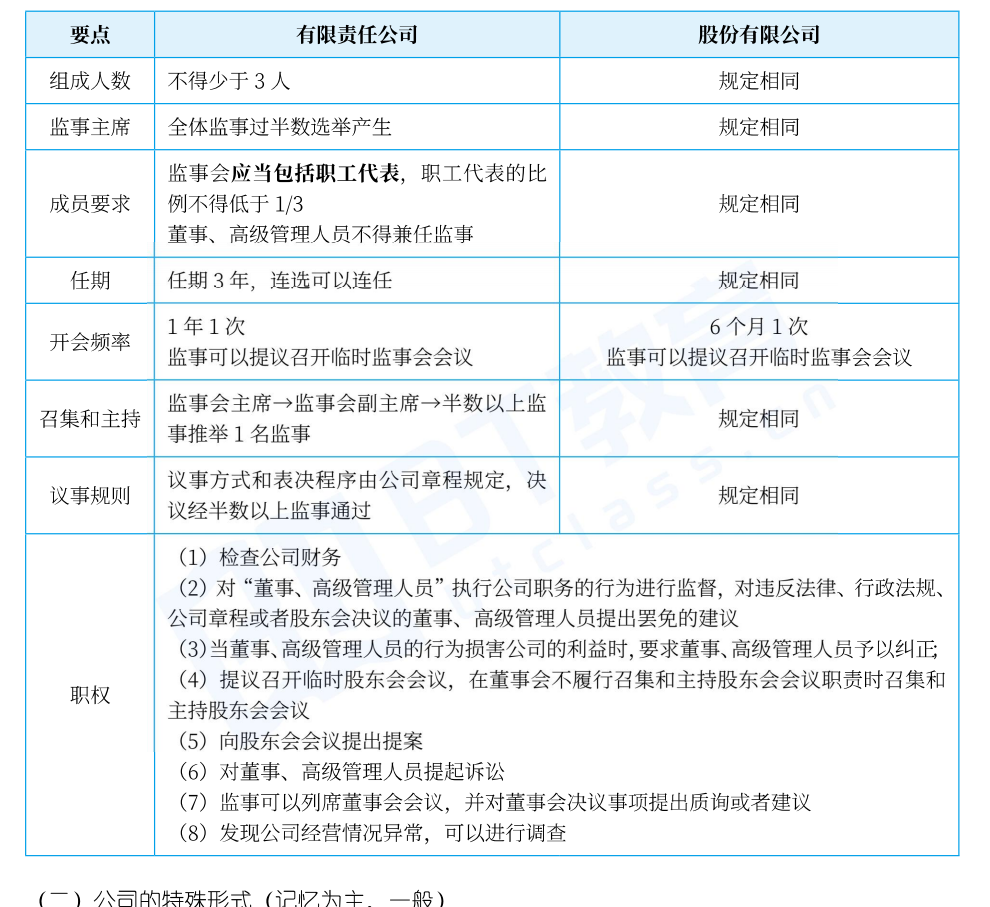 要点 有限责任公司 股份有限公司
组成人数 不得少于 3 人 规定相同
监事主席 全体监事过半数选举产生 规定相同
成员要求 监事会应当包括职工代表，职工代表的比
例不得低于 1/3
董事、高级管理人员不得兼任监事 规定相同
任期 任期 3 年，连选可以连任 规定相同
开会频率 1 年 1 次
监事可以提议召开临时监事会会议
6 个月 1 次
监事可以提议召开临时监事会会议
召集和主持 监事会主席→监事会副主席→半数以上监
事推举 1 名监事 规定相同
议事规则 议事方式和表决程序由公司章程规定，决
议经半数以上监事通过 规定相同
职权
（1）检查公司财务
（2）对“董事、高级管理人员”执行公司职务的行为进行监督，对违反法律、行政法规、
公司章程或者股东会决议的董事、高级管理人员提出罢免的建议
（3）当董事、高级管理人员的行为损害公司的利益时，要求董事、高级管理人员予以纠正；
（4）提议召开临时股东会会议，在董事会不履行召集和主持股东会会议职责时召集和
主持股东会会议
（5）向股东会会议提出提案
（6）对董事、高级管理人员提起诉讼
（7）监事可以列席董事会会议，并对董事会决议事项提出质询或者建议
（8）发现公司经营情况异常，可以进行调查
（二）公司的特殊形式（记忆为主，一般）
BT教育
btclass.cn